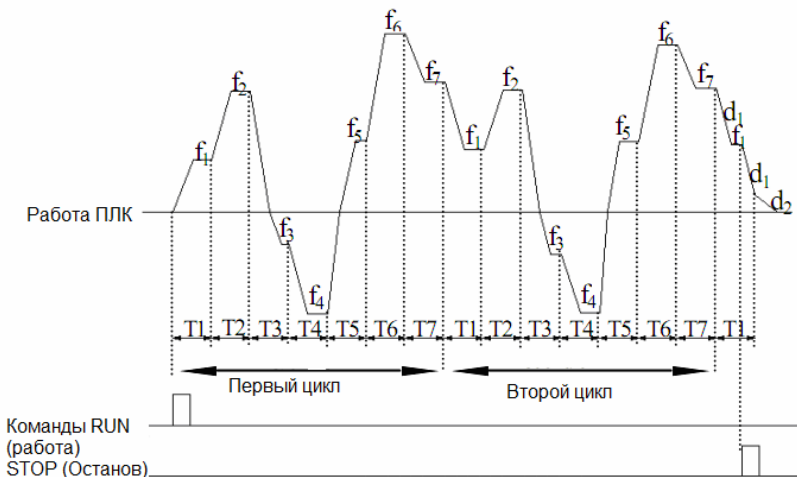 f₆
f₆
f₇
f₇
f₂
f₂
d₁
f₅
f₅
f₁
f₁
f₁
d₁
Работа ПЛК
d₂
f₃
f₃
f₄
f₄
T1 T2 T3 T4 T5 T6 T7 T1 T2 T3 T4 T5 T6 T7 T1
Первый цикл
Второй цикл
Команды RUN
(работа)
STOP (Останов)